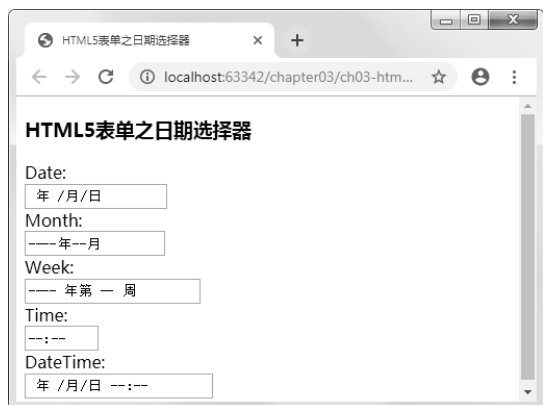 HTML5表单之日期选择器
localhost:63342/chapter03/ch03-htm...
HTML5表单之日期选择器
Date:
年 /月/日
Month:
----年--月
Week:
---- 年第 -- 周
Time:
--:--
DateTime:
年 /月/日 --:--